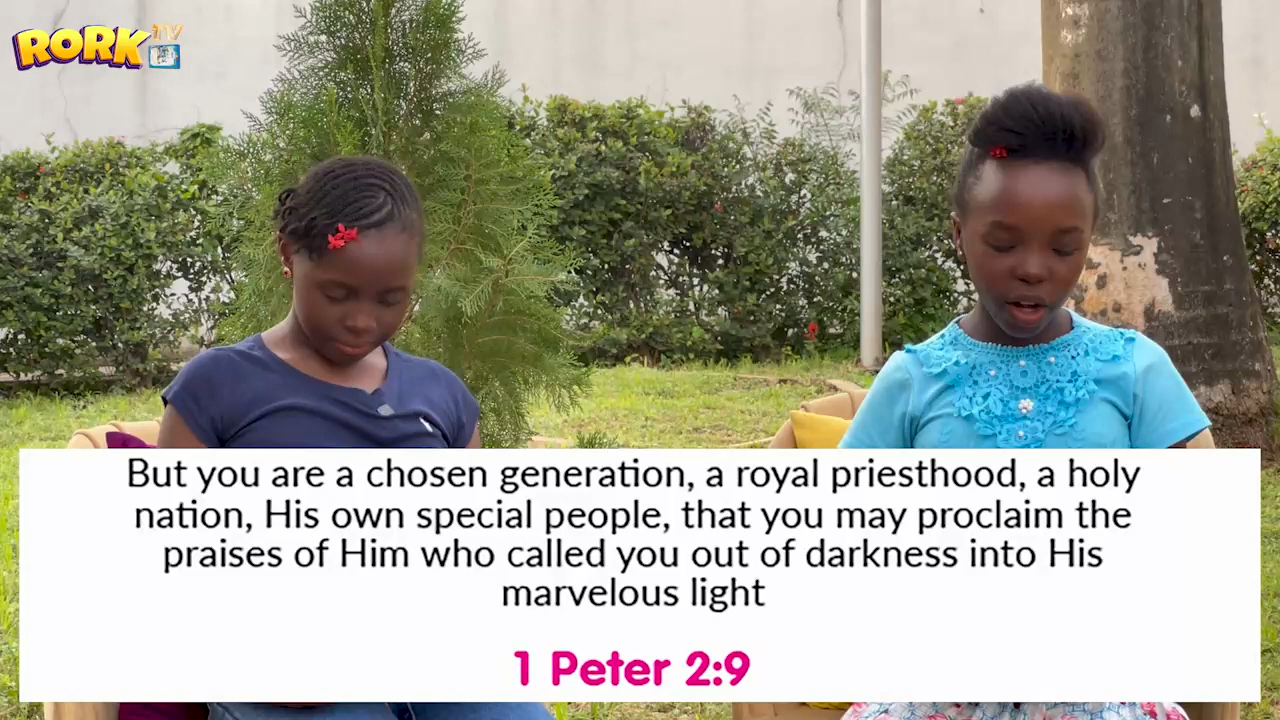 RORK TV
But you are a chosen generation, a royal priesthood, a holy
nation, His own special people, that you may proclaim the
praises of Him who called you out of darkness into His
marvelous light
1 Peter 2:9